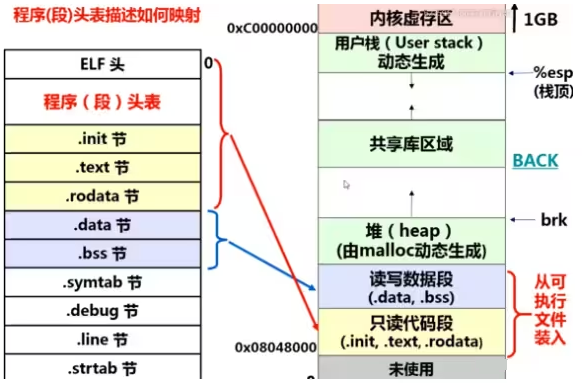 程序(段)头表描述如何映射
ELF 头
0
程序（段）头表
.init 节
.text 节
.rodata 节
.data 节
.bss 节
.symtab 节
.debug 节
.line 节
.strtab 节
0xC00000000
0x08048000
内核虚存区
用户栈（User stack）
动态生成
共享库区域
堆（heap）
(由malloc动态生成)
读写数据段
(.data, .bss)
只读代码段
(.init, .text, .rodata)
未使用
1GB
%esp
(栈顶)
BACK
brk
从可
执行
文件
装入